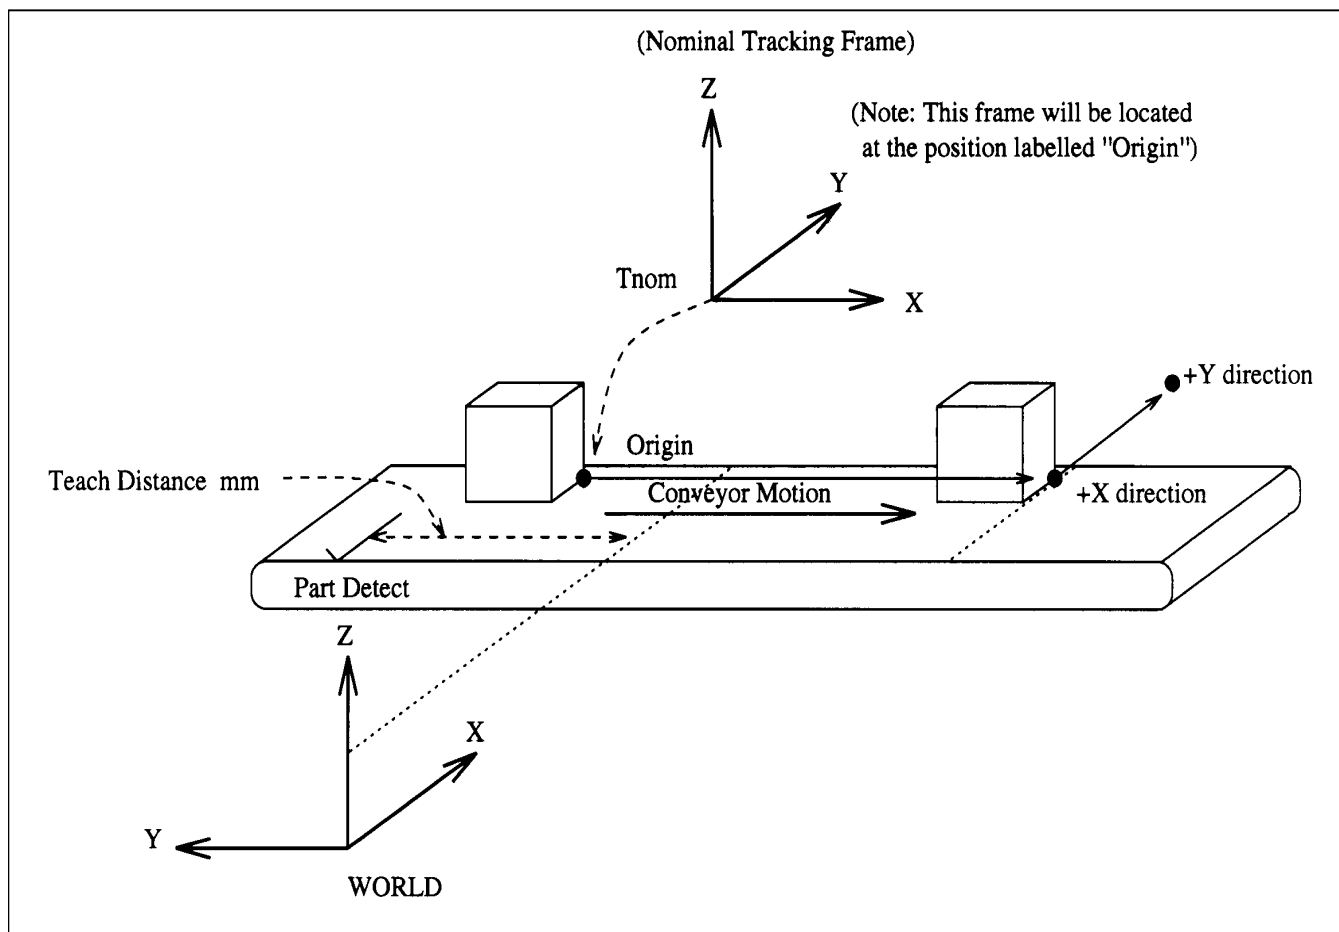 (Nominal Tracking Frame)
Z
(Note: This frame will be located
at the position labelled "Origin")
Y
Tnom
X
+Y direction
Origin
Teach Distance mm
Conveyor Motion
+X direction
Part Detect
Z
X
Y
WORLD